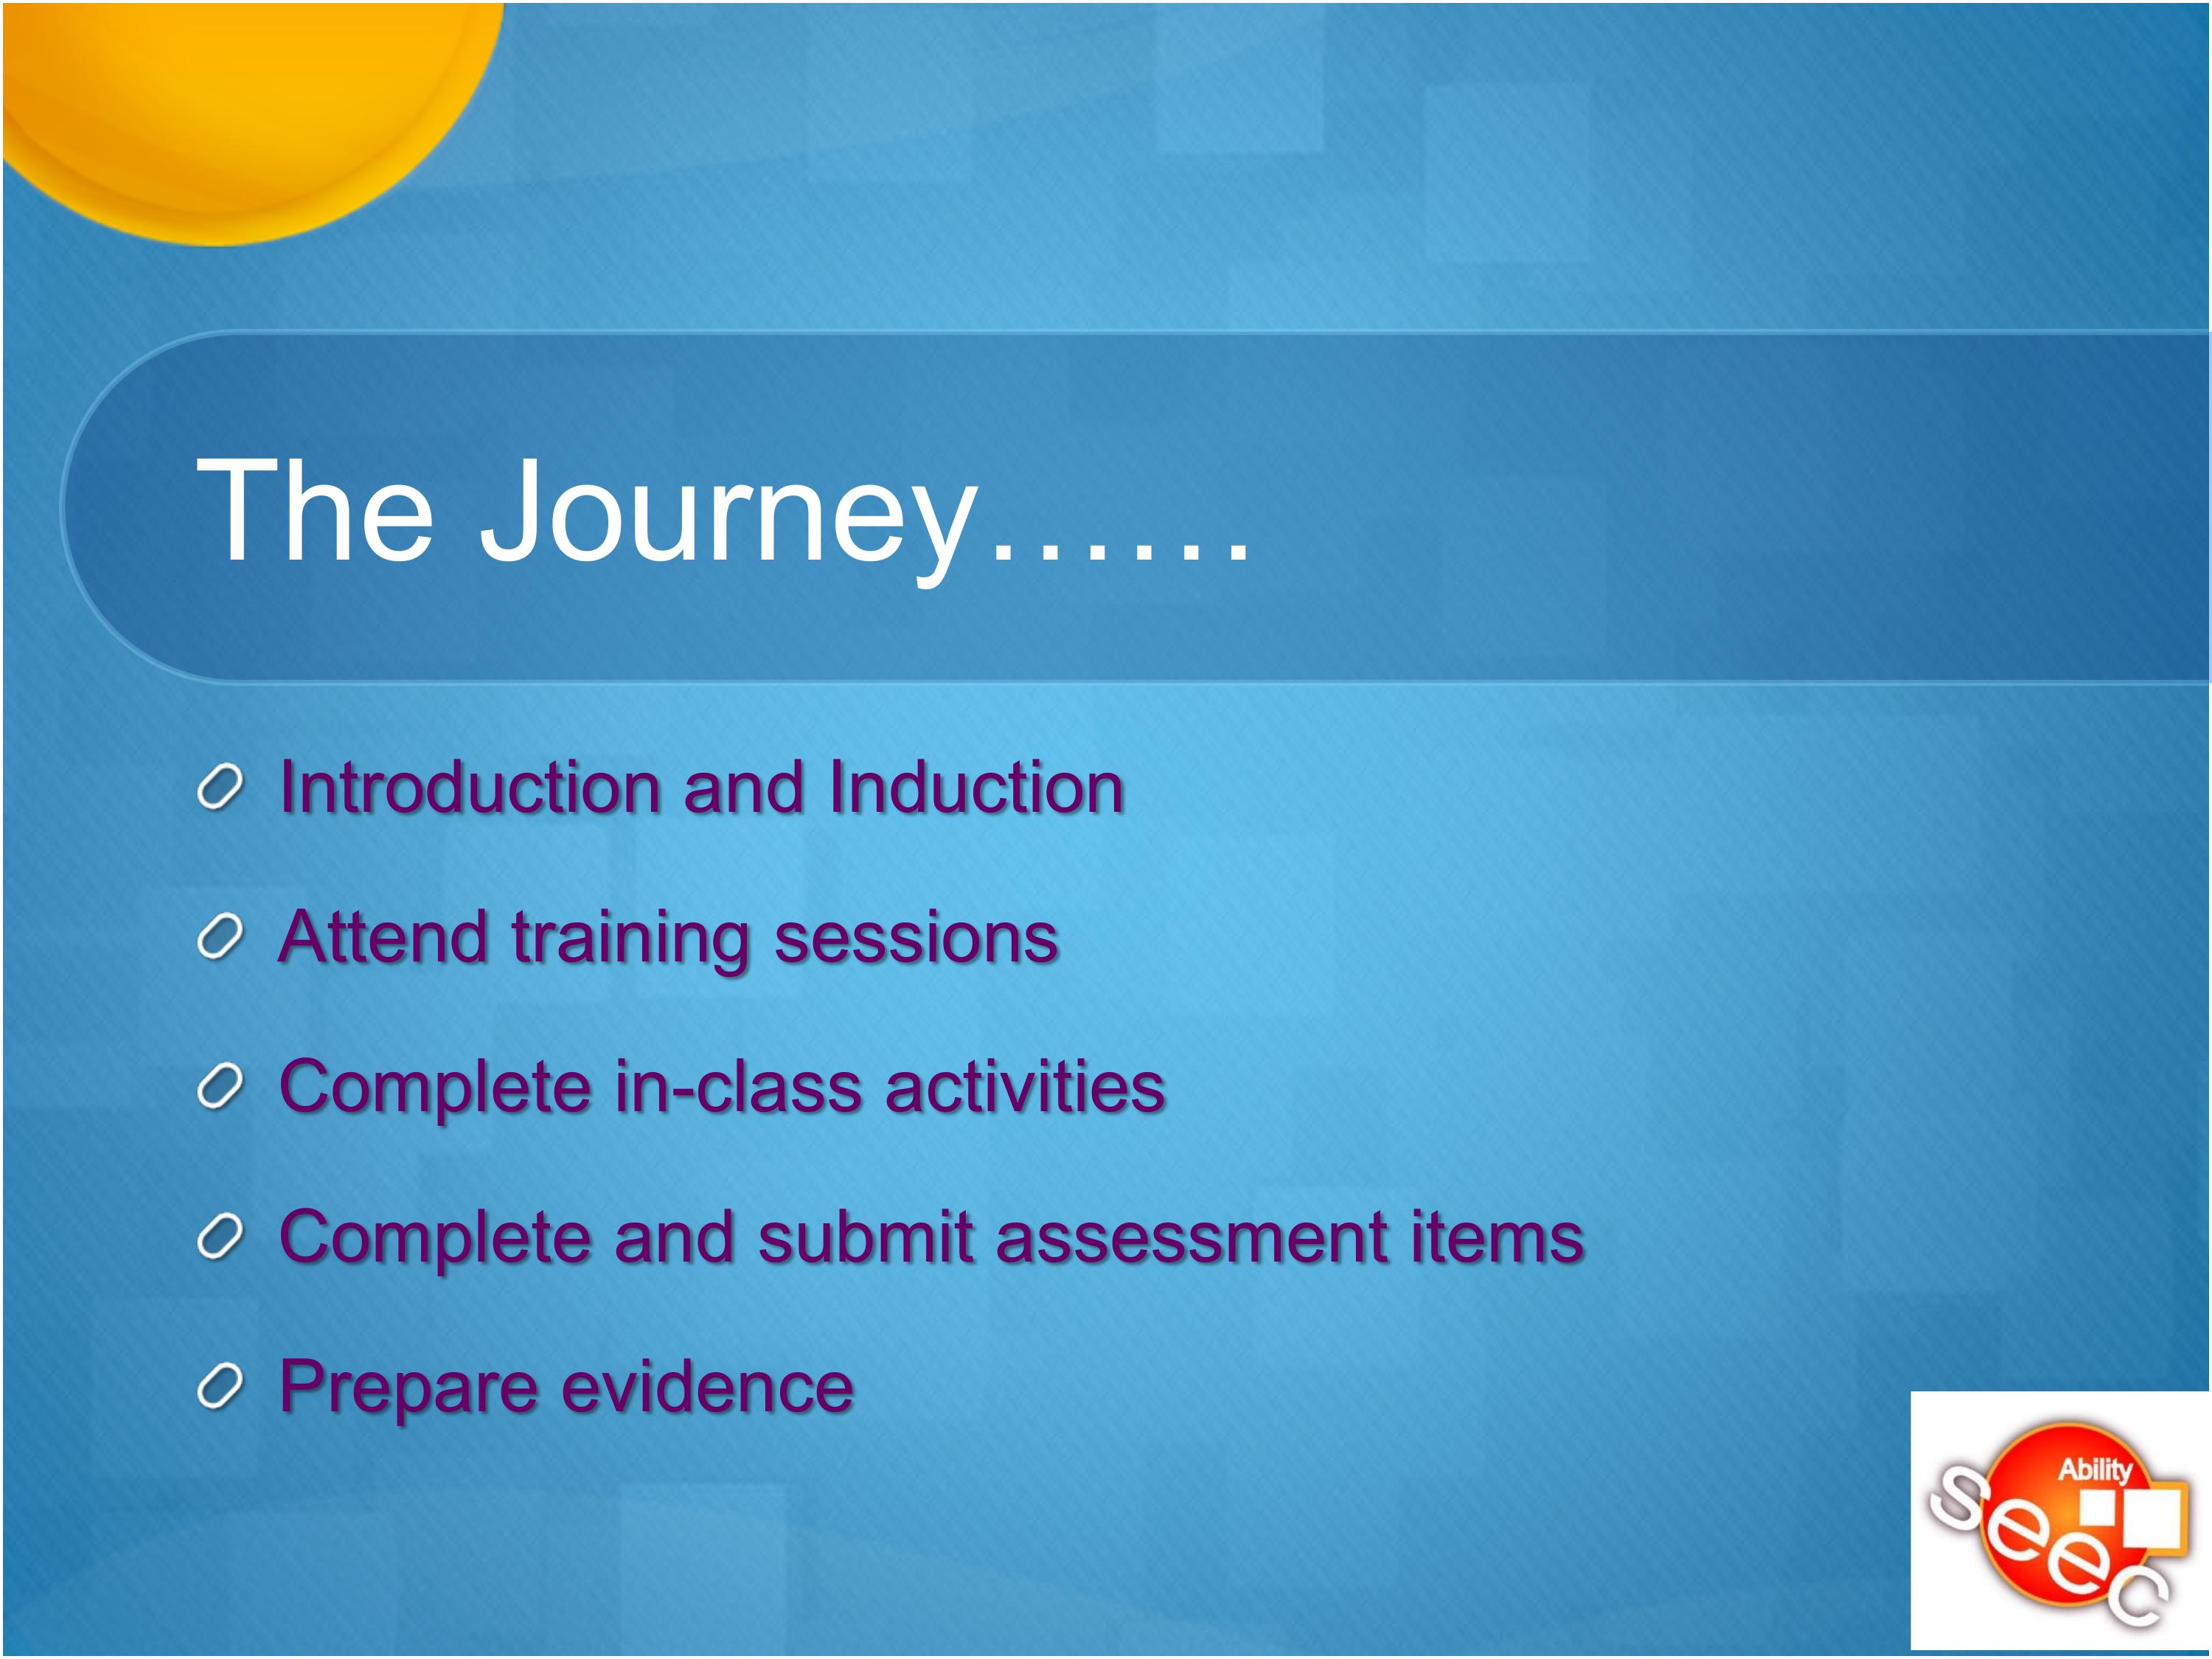 The Journey……
Introduction and Induction
Attend training sessions
Complete in-class activities
Complete and submit assessment items
Prepare evidence
Ability
seec